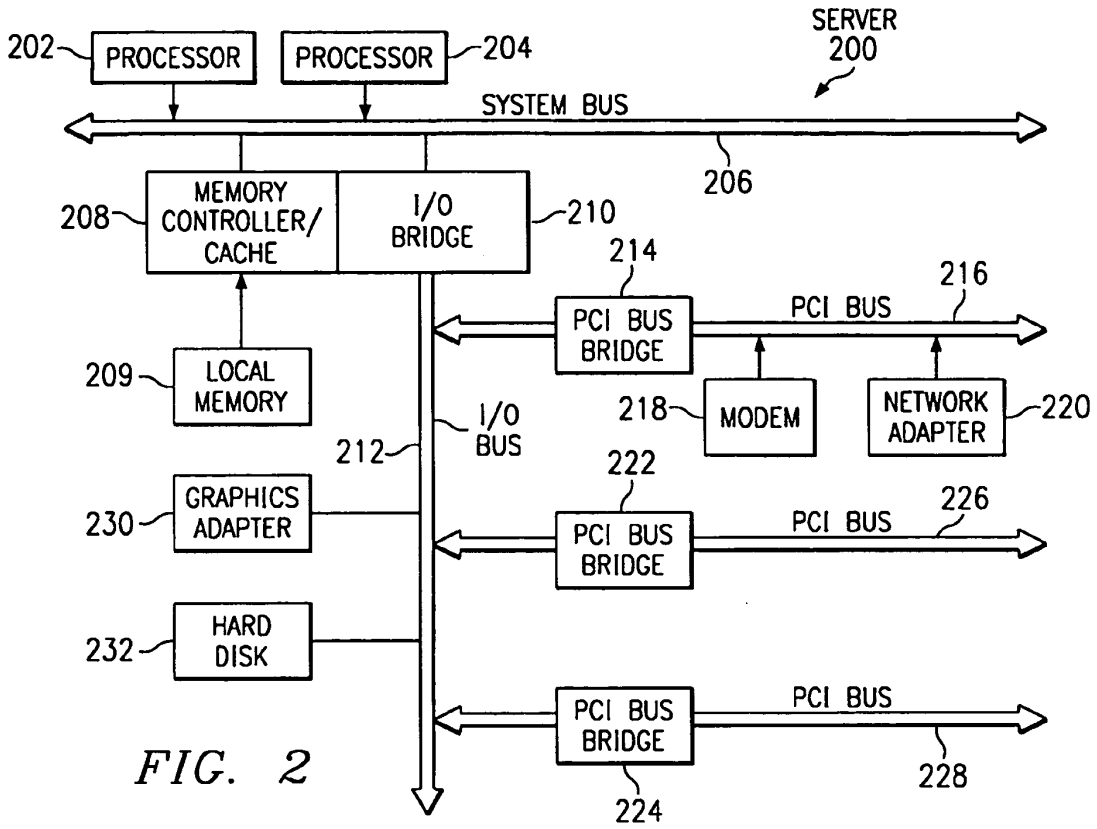 SERVER
200
202
PROCESSOR
PROCESSOR
204
SYSTEM BUS
206
208
MEMORY
CONTROLLER/
CACHE
I/O
BRIDGE
210
214
PCI BUS
BRIDGE
PCI BUS
216
209
LOCAL
MEMORY
218
MODEM
NETWORK
ADAPTER
220
212
I/O
BUS
222
230
GRAPHICS
ADAPTER
PCI BUS
BRIDGE
PCI BUS
226
232
HARD
DISK
PCI BUS
BRIDGE
PCI BUS
228
224
FIG. 2